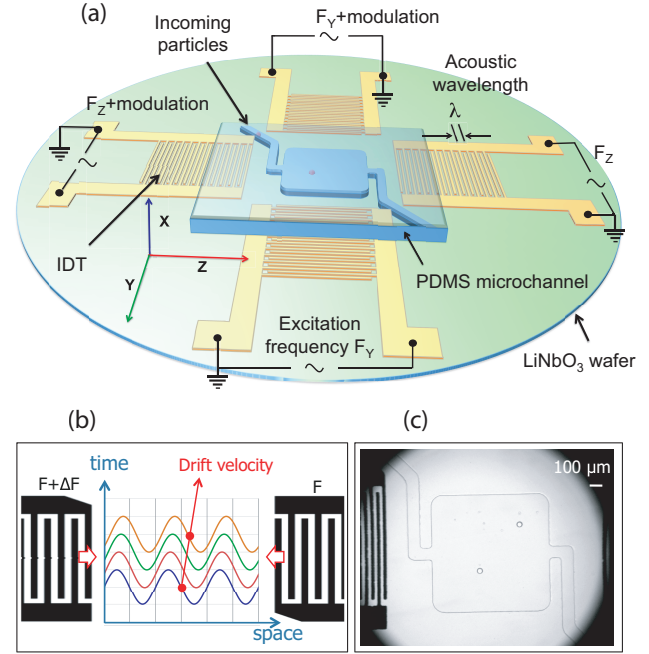 (a)
Incoming
particles
F_Y+modulation
Acoustic
wavelength
λ
F_Z+modulation
F_Z
X
Y
Z
IDT
PDMS microchannel
Excitation
frequency F_Y
LiNbO₃ wafer
(b)
(c)
F+ΔF
time
Drift velocity
F
space
100 µm